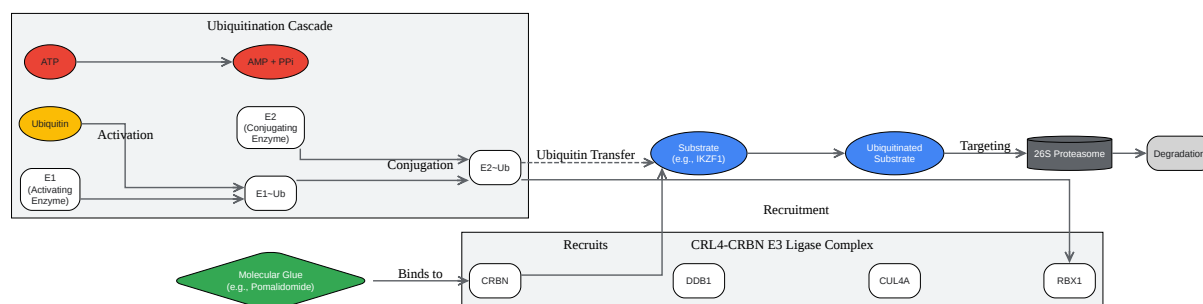 Ubiquitination Cascade
ATP
AMP + PPi
Ubiquitin
Activation
E2
(Conjugating
Enzyme)
E1
(Activating
Enzyme)
E1~Ub
Conjugation
E2~Ub
Ubiquitin Transfer
Substrate
(e.g., IKZF1)
Ubiquitinated
Substrate
Targeting
26S Proteasome
Degradation
Recruitment
Recruits
CRL4-CRBN E3 Ligase Complex
Molecular Glue
(e.g., Pomalidomide)
Binds to
CRBN
DDB1
CUL4A
RBX1